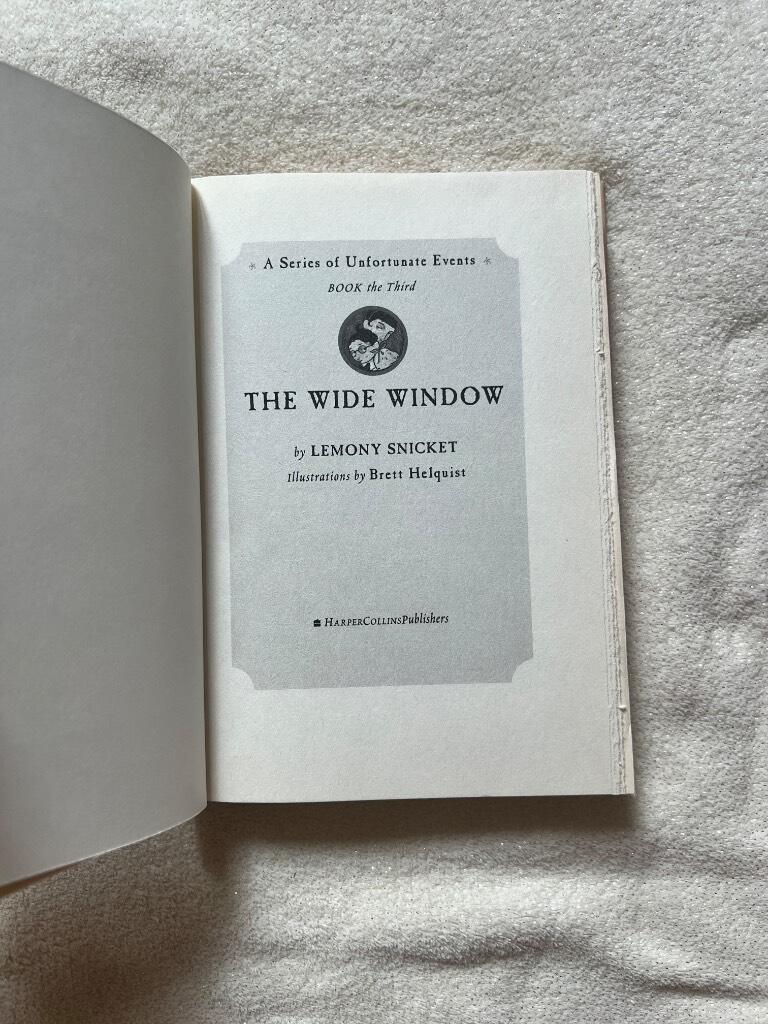 A Series of Unfortunate Events
BOOK the Third
THE WIDE WINDOW
by LEMONY SNICKET
Illustrations by Brett Helquist
HARPERCOLLINSPublishers